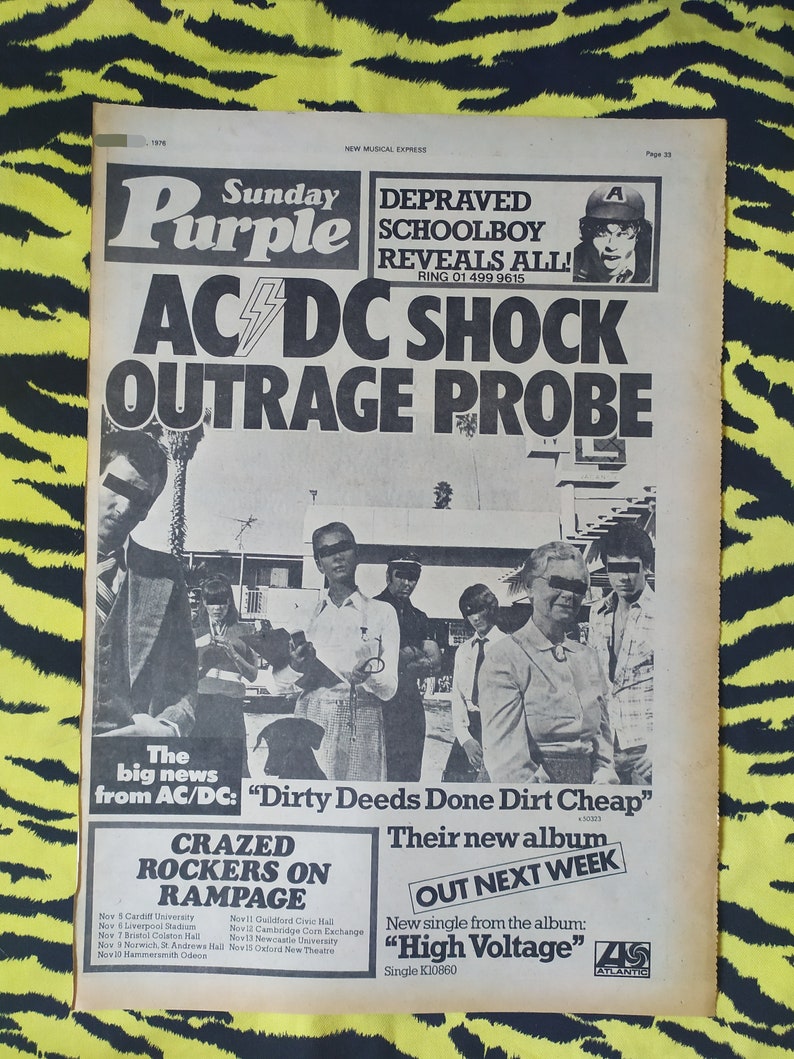 , 1976
NEW MUSICAL EXPRESS
Page 33
Sunday
Purple
DEPRAVED
SCHOOLBOY
REVEALS ALL!
RING 01 499 9615
A
AC DC SHOCK
OUTRAGE PROBE
The
big news
from AC/DC:
"Dirty Deeds Done Dirt Cheap"
K50323
CRAZED
ROCKERS ON
RAMPAGE
Nov 5 Cardiff University
Nov 6 Liverpool Stadium
Nov 7 Bristol Colston Hall
Nov 9 Norwich, St. Andrews Hall
Nov 10 Hammersmith Odeon
Nov 11 Guildford Civic Hall
Nov 12 Cambridge Corn Exchange
Nov 13 Newcastle University
Nov 15 Oxford New Theatre
Their new album
OUT NEXT WEEK
New single from the album:
"High Voltage"
Single K10860
ATLANTIC